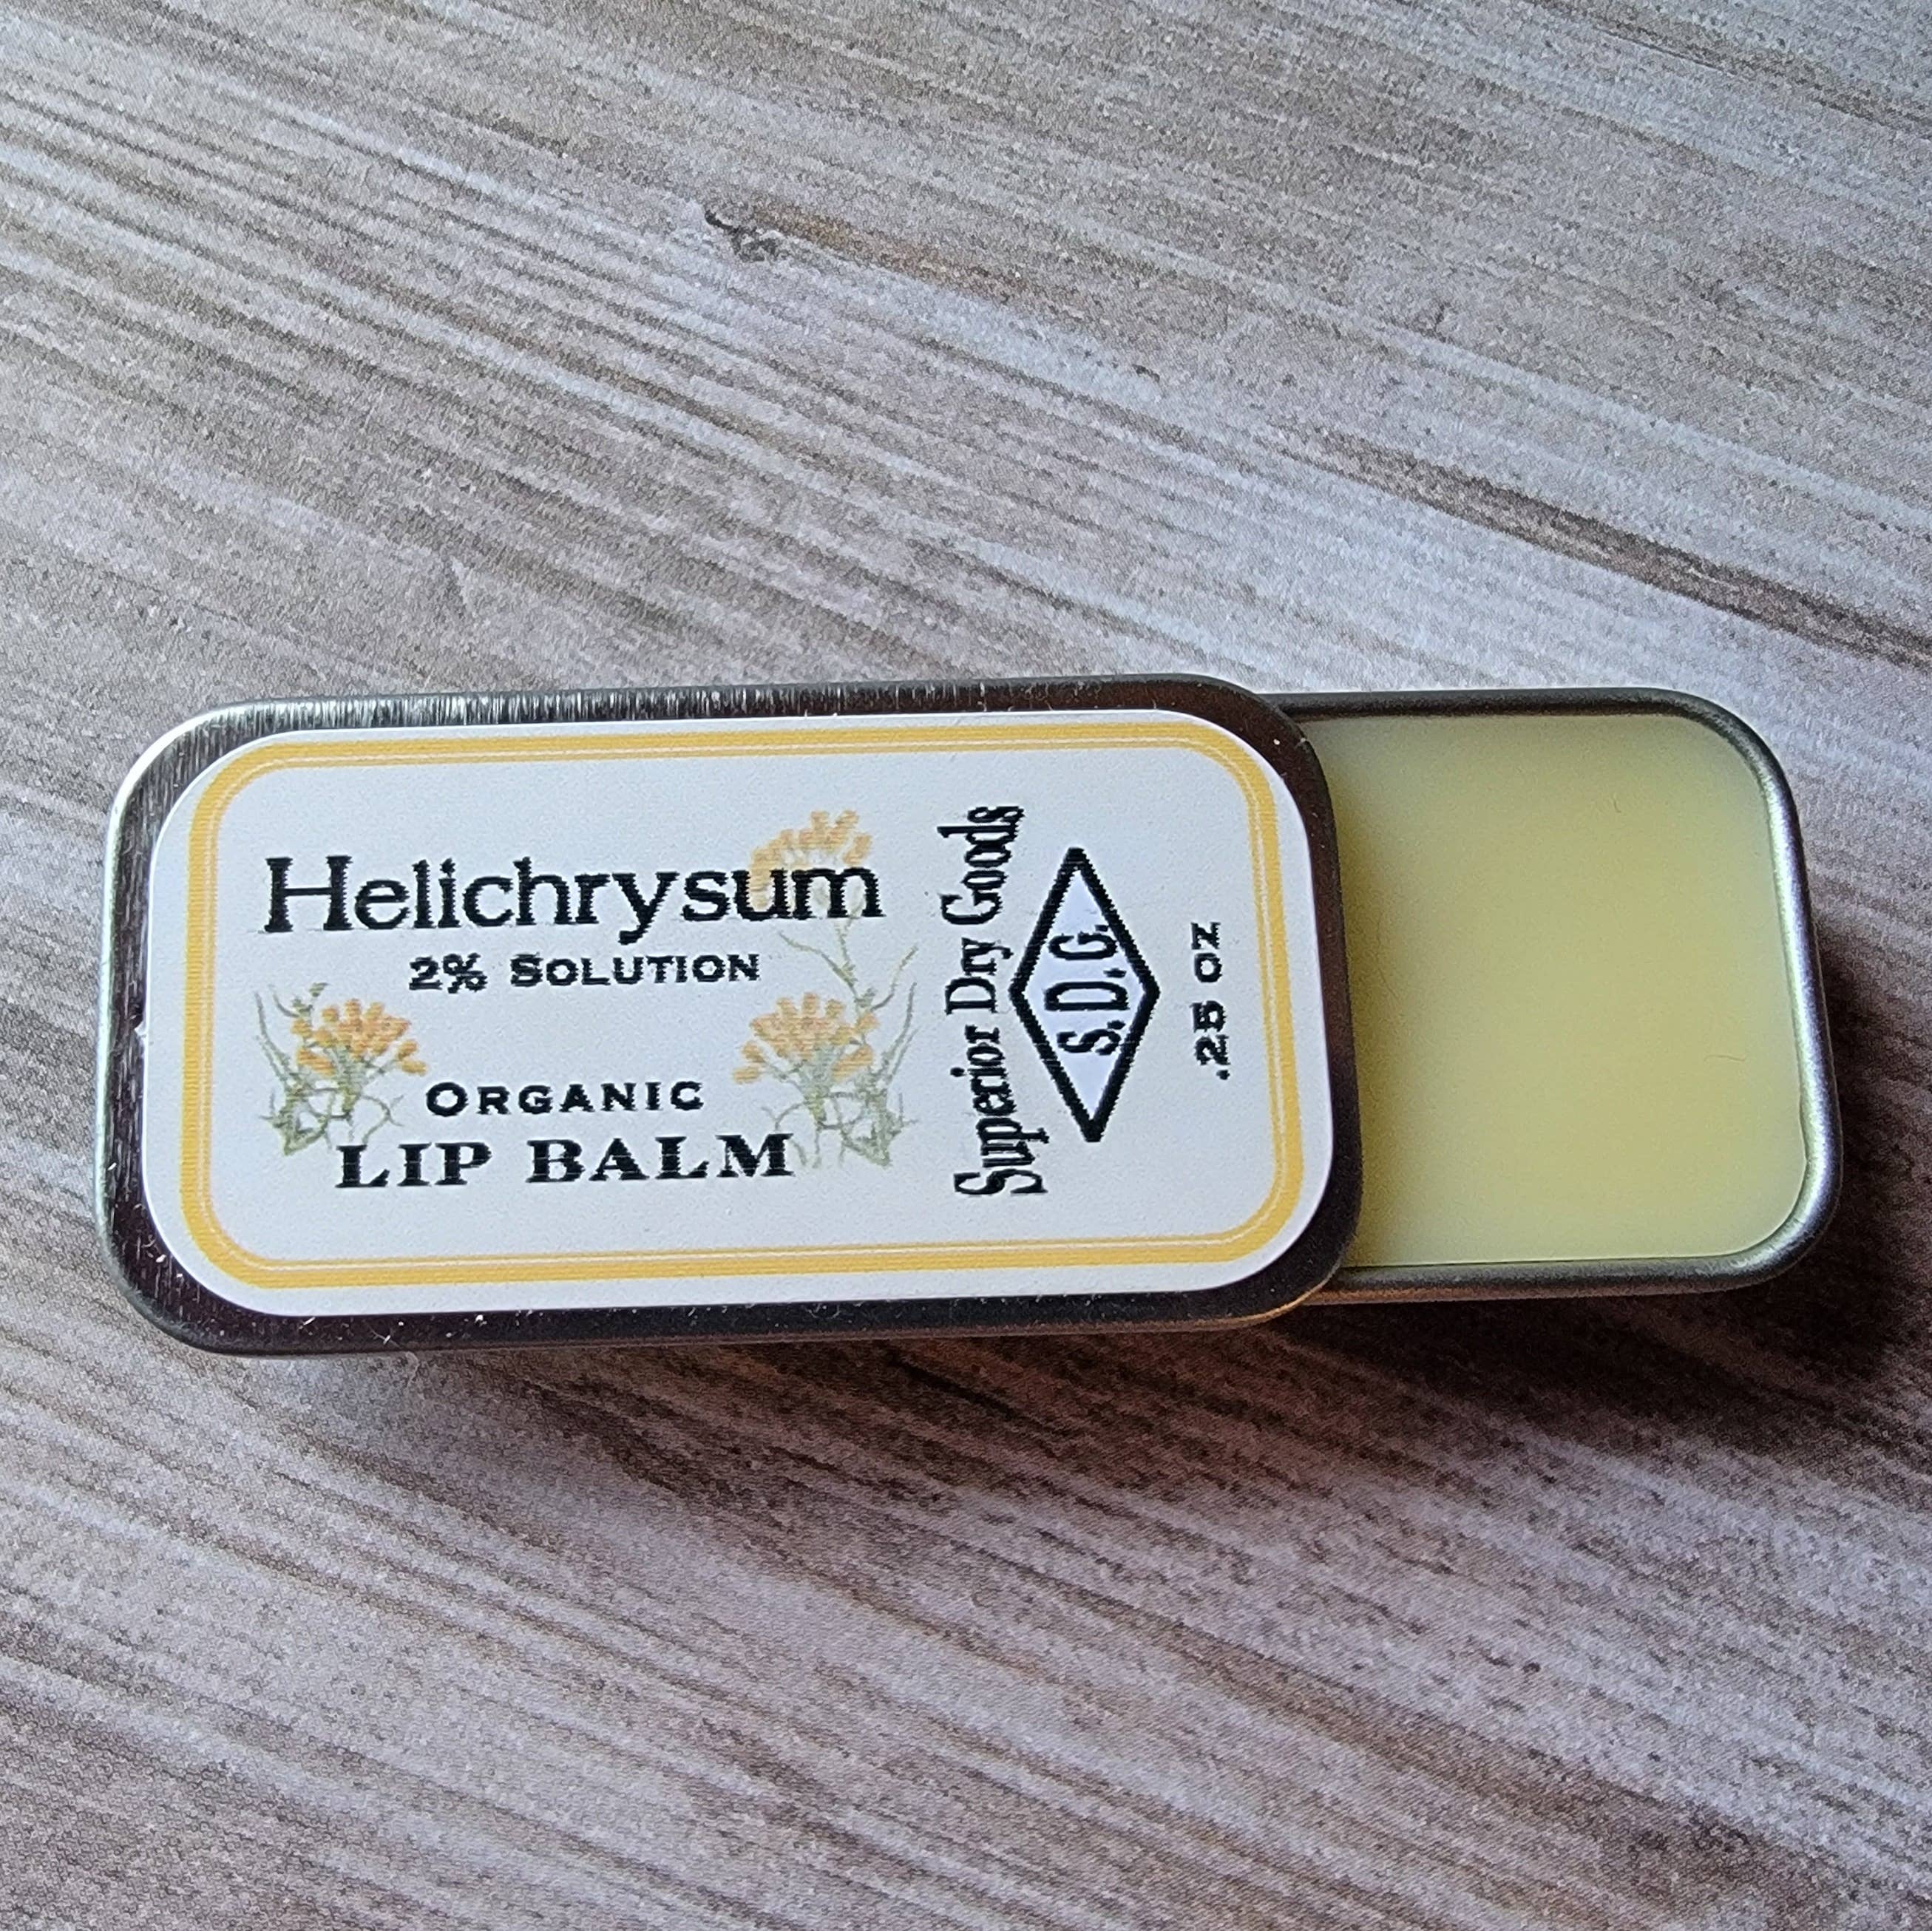 Helichrysum
2% SOLUTION
ORGANIC
LIP BALM
Superior Dry Goods
S.D.G.
.25 OZ